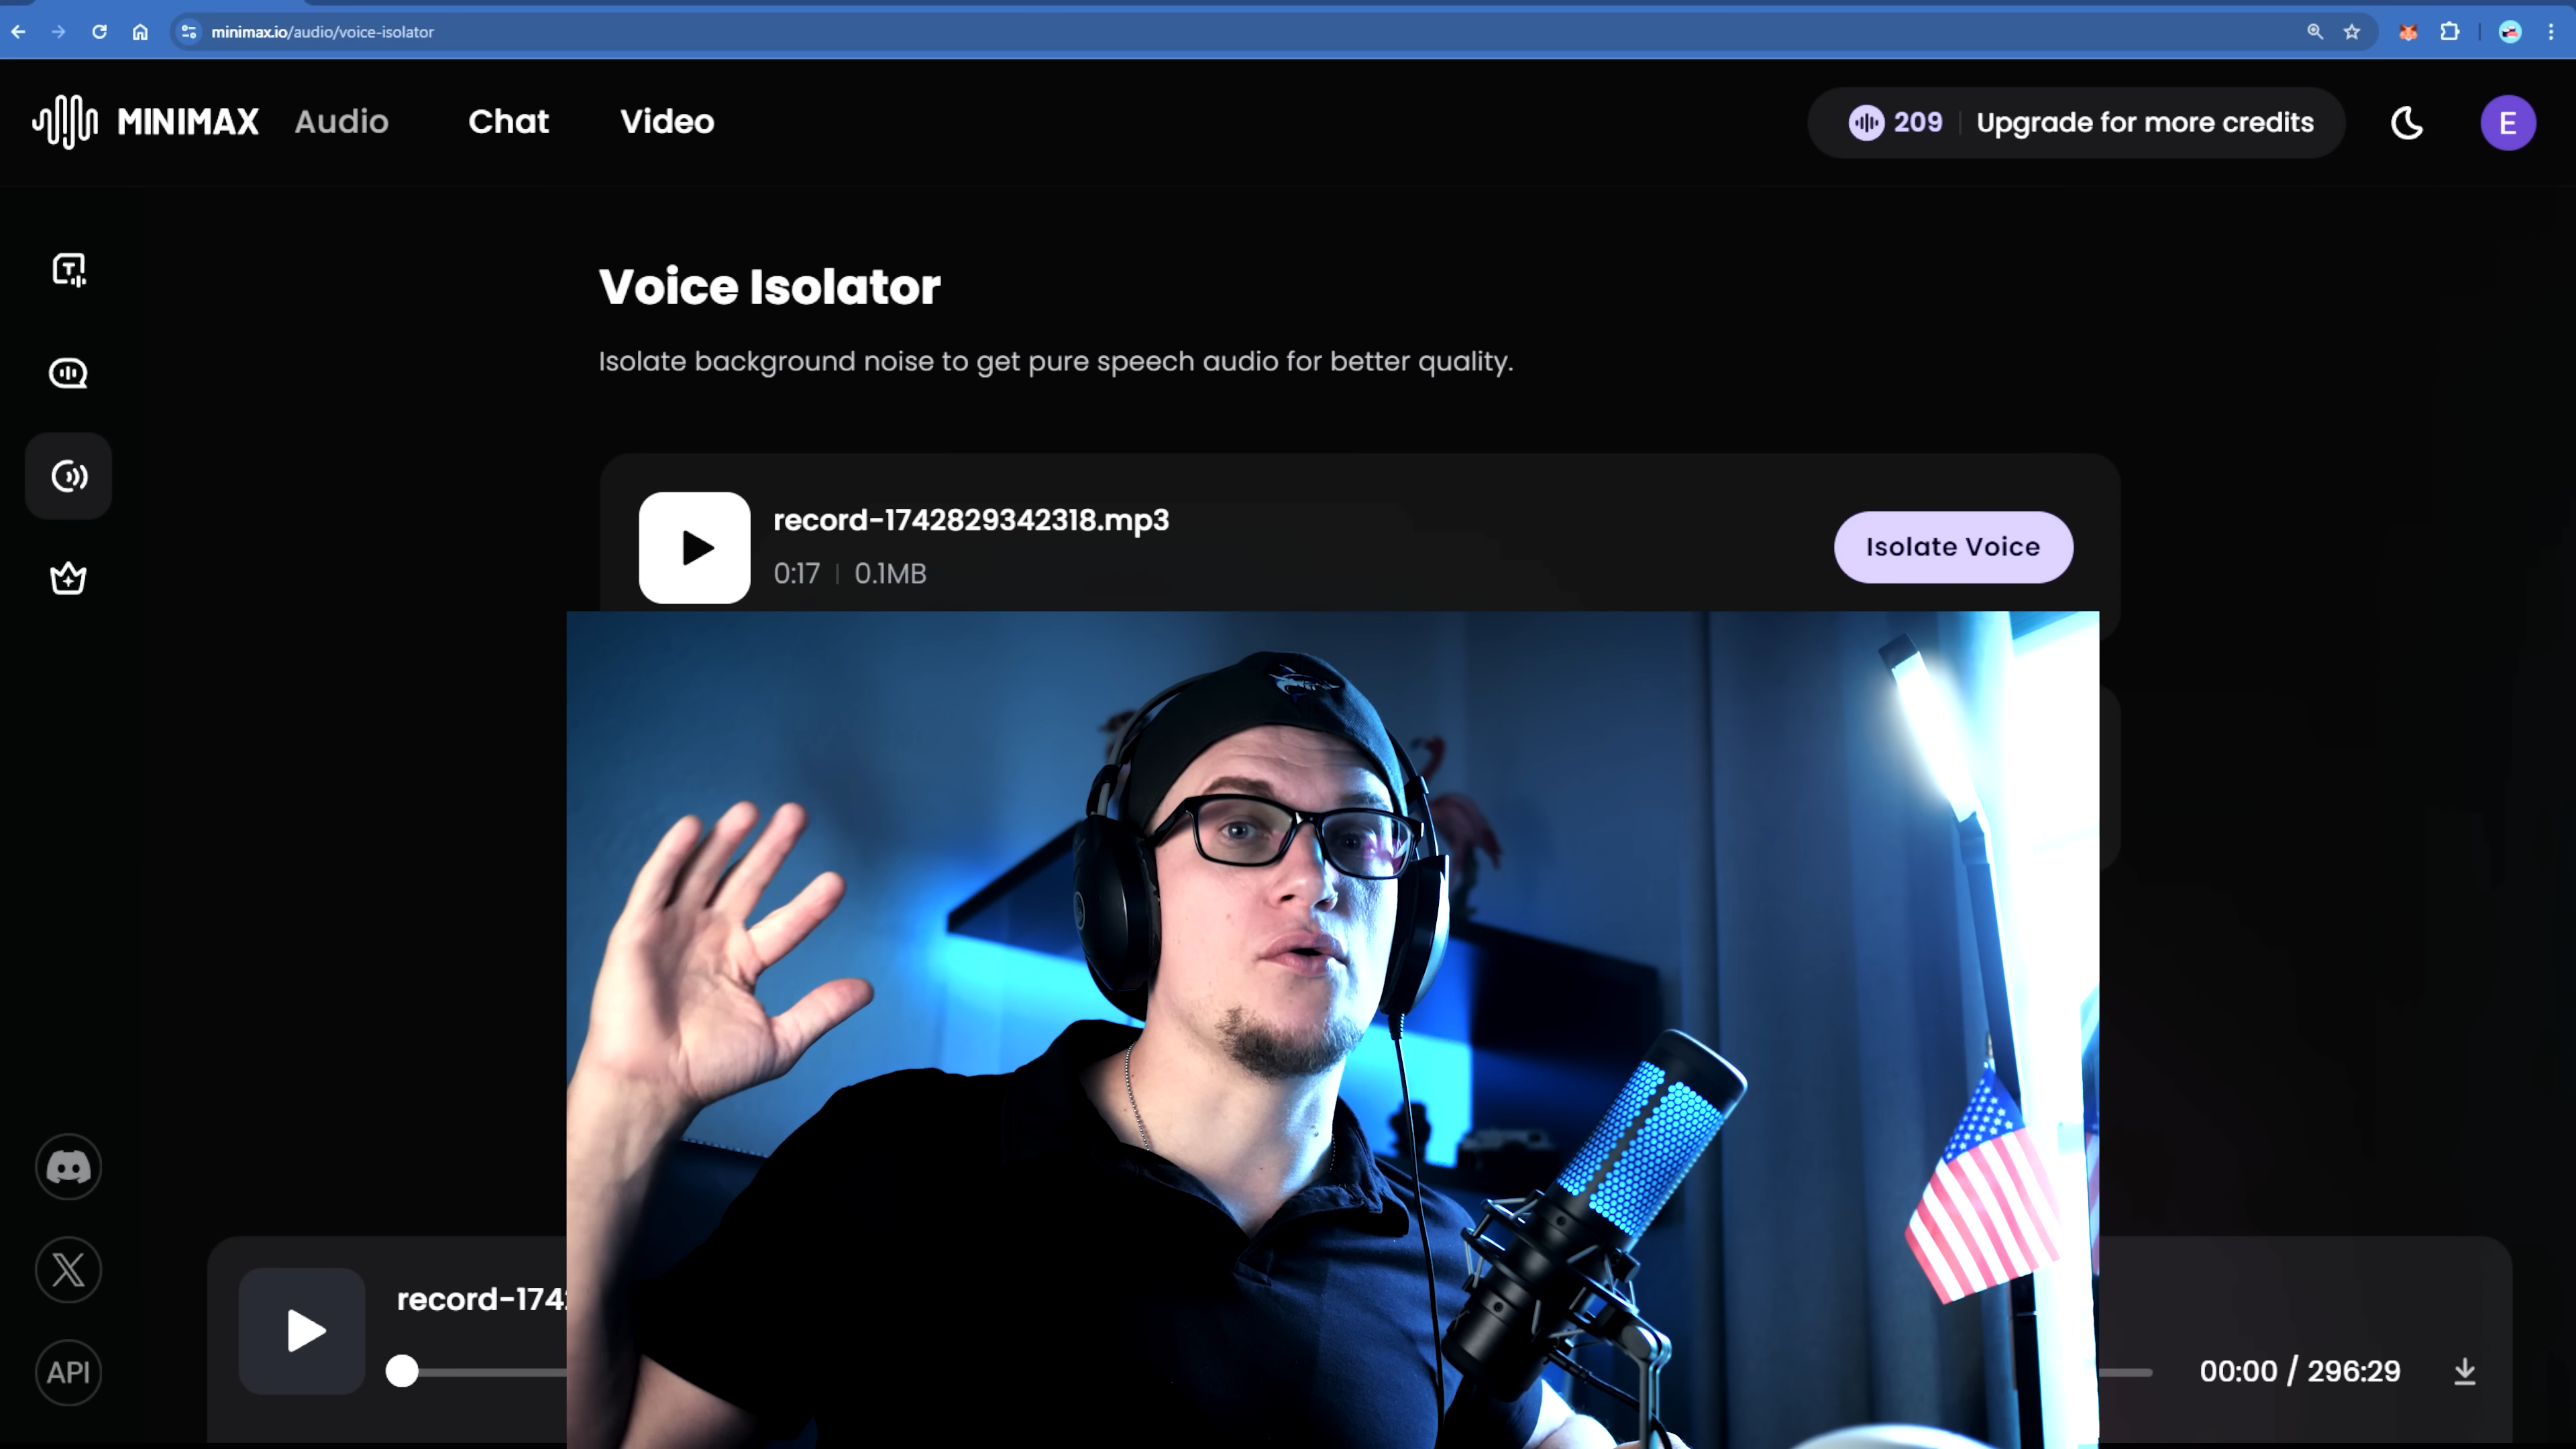 minimax.io/audio/voice-isolator
MINIMAX Audio Chat Video
209 Upgrade for more credits
E
Voice Isolator
Isolate background noise to get pure speech audio for better quality.
record-1742829342318.mp3
0:17 | 0.1MB
Isolate Voice
record-174
00:00 / 296:29
X
API